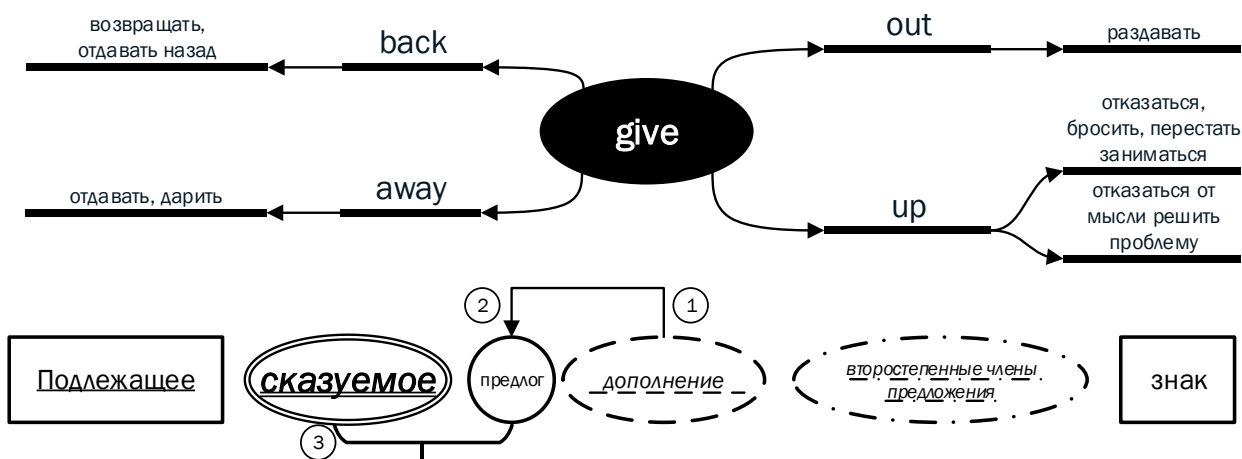 возвращать,
отдавать назад
back
give
out
раздавать
отдавать, дарить
away
up
отказаться,
бросить, перестать
заниматься
отказаться от
мысли решить
проблему
2
1
Подлежащее
сказуемое
предлог
дополнение
второстепенные члены
предложения
знак
3